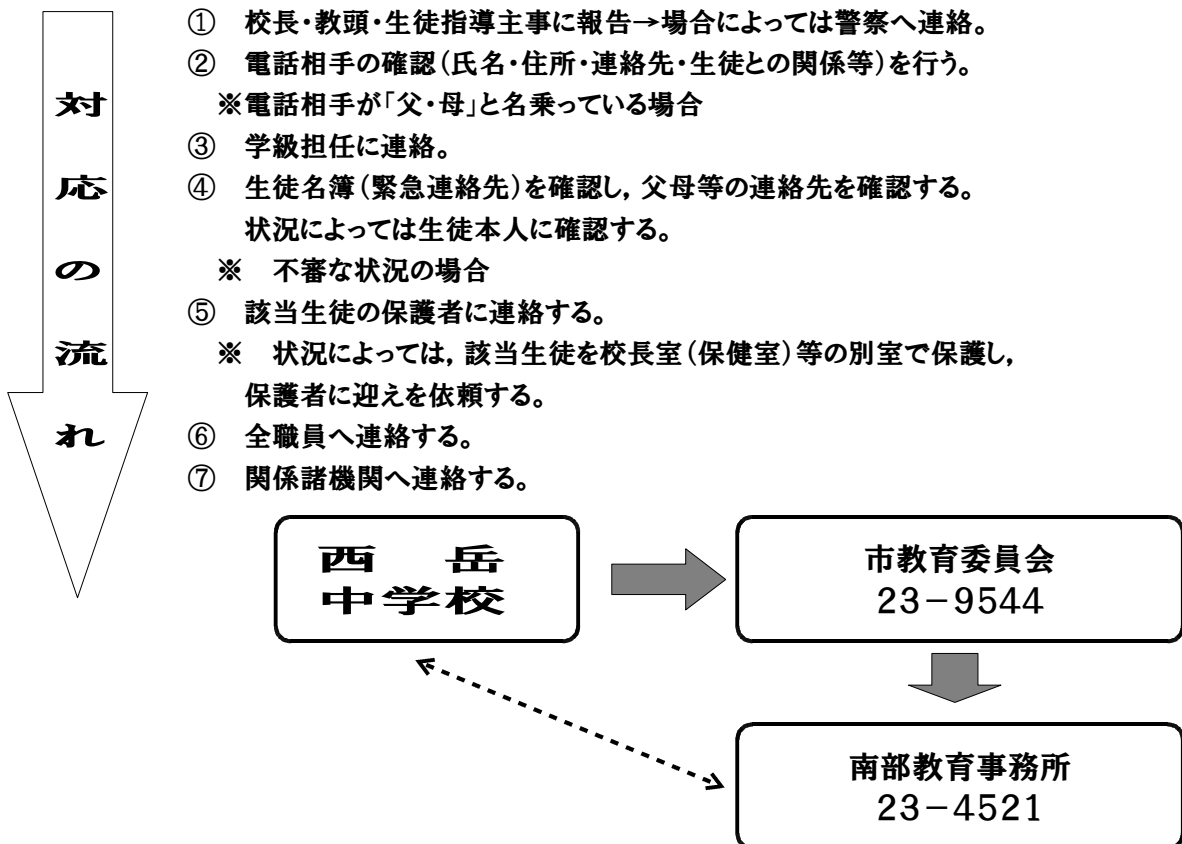 対応の流れ
① 校長・教頭・生徒指導主事に報告→場合によっては警察へ連絡。
② 電話相手の確認(氏名・住所・連絡先・生徒との関係等)を行う。
※電話相手が「父・母」と名乗っている場合
③ 学級担任に連絡。
④ 生徒名簿(緊急連絡先)を確認し,父母等の連絡先を確認する。
状況によっては生徒本人に確認する。
※ 不審な状況の場合
⑤ 該当生徒の保護者に連絡する。
※ 状況によっては,該当生徒を校長室(保健室)等の別室で保護し,
保護者に迎えを依頼する。
⑥ 全職員へ連絡する。
⑦ 関係諸機関へ連絡する。
西 岳
中学校
市教育委員会
23-9544
南部教育事務所
23-4521